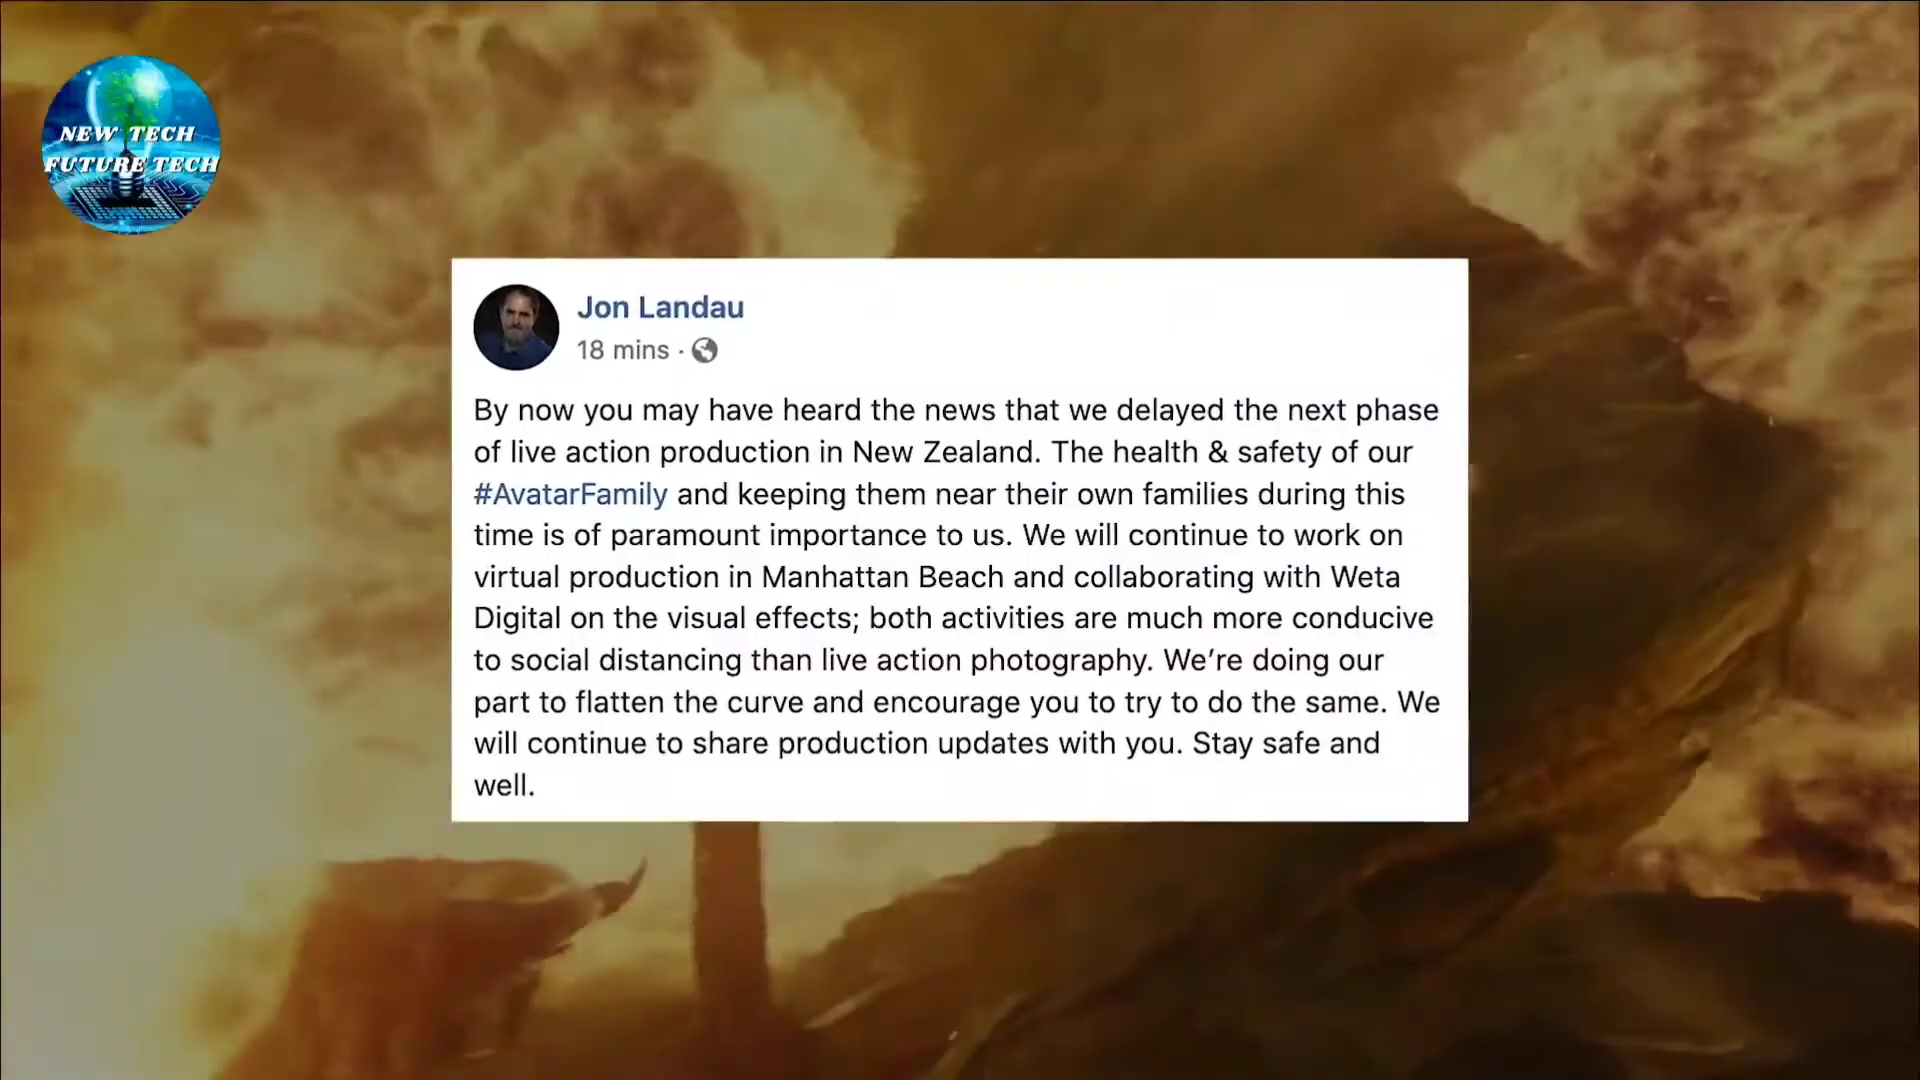 NEW TECH
FUTURE TECH
Jon Landau
18 mins ·
By now you may have heard the news that we delayed the next phase
of live action production in New Zealand. The health & safety of our
#AvatarFamily and keeping them near their own families during this
time is of paramount importance to us. We will continue to work on
virtual production in Manhattan Beach and collaborating with Weta
Digital on the visual effects; both activities are much more conducive
to social distancing than live action photography. We’re doing our
part to flatten the curve and encourage you to try to do the same. We
will continue to share production updates with you. Stay safe and
well.